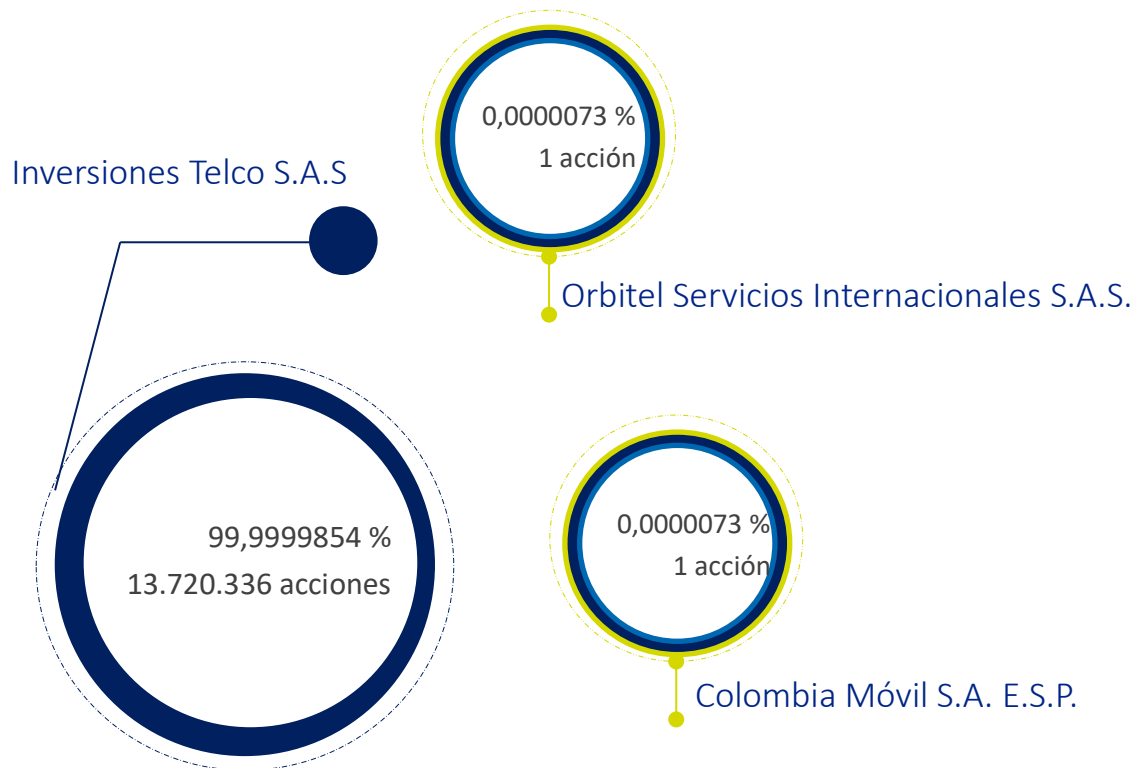 0,0000073 %
1 acción
Inversiones Telco S.A.S
Orbitel Servicios Internacionales S.A.S.
99,9999854 %
13.720.336 acciones
0,0000073 %
1 acción
Colombia Móvil S.A. E.S.P.